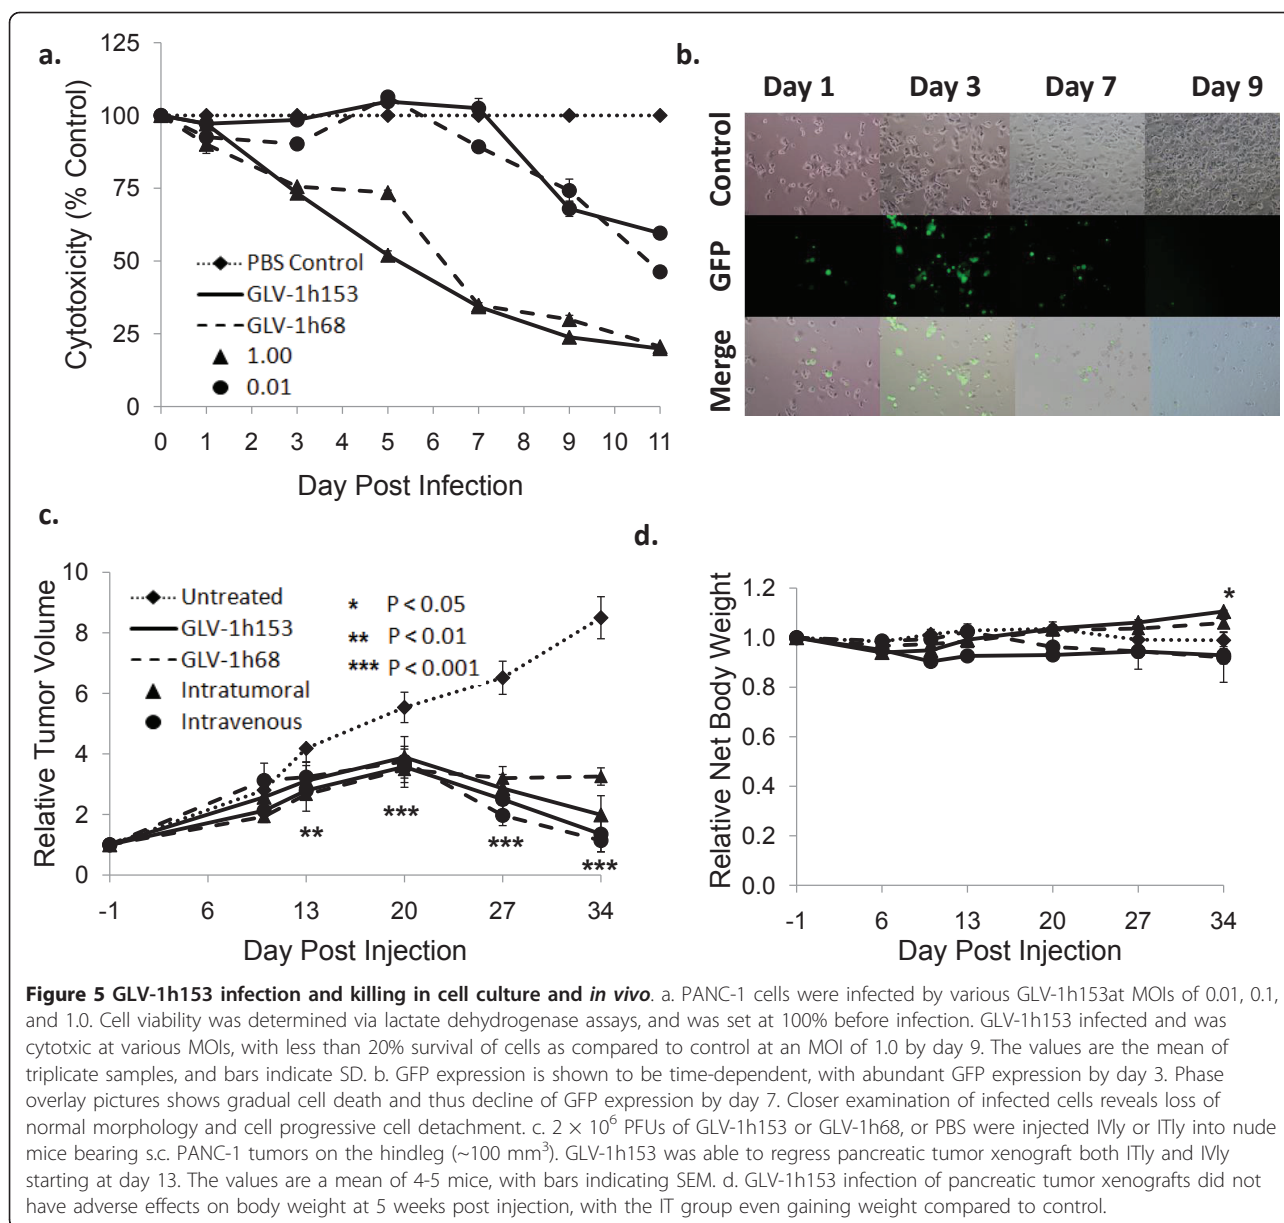 a.
125
100
75
50
25
0
Cytotoxicity (% Control)
PBS Control
GLV-1h153
GLV-1h68
1.00
0.01
0 1 2 3 4 5 6 7 8 9 10 11
Day Post Infection
b.
Day 1 Day 3 Day 7 Day 9
Control
GFP
Merge
c.
10
8
6
4
2
0
Relative Tumor Volume
Untreated
GLV-1h153
GLV-1h68
Intratumoral
Intravenous
* P < 0.05
** P < 0.01
*** P < 0.001
**
***
***
***
-1 6 13 20 27 34
Day Post Injection
d.
1.2
1.0
0.8
0.6
0.4
0.2
0.0
Relative Net Body Weight
*
-1 6 13 20 27 34
Day Post Injection
Figure 5 GLV-1h153 infection and killing in cell culture and in vivo. a. PANC-1 cells were infected by various GLV-1h153at MOIs of 0.01, 0.1,
and 1.0. Cell viability was determined via lactate dehydrogenase assays, and was set at 100% before infection. GLV-1h153 infected and was
cytotxic at various MOIs, with less than 20% survival of cells as compared to control at an MOI of 1.0 by day 9. The values are the mean of
triplicate samples, and bars indicate SD. b. GFP expression is shown to be time-dependent, with abundant GFP expression by day 3. Phase
overlay pictures shows gradual cell death and thus decline of GFP expression by day 7. Closer examination of infected cells reveals loss of
normal morphology and cell progressive cell detachment. c. 2 × 10⁶ PFUs of GLV-1h153 or GLV-1h68, or PBS were injected IVly or ITly into nude
mice bearing s.c. PANC-1 tumors on the hindleg (~100 mm³). GLV-1h153 was able to regress pancreatic tumor xenograft both ITly and IVly
starting at day 13. The values are a mean of 4-5 mice, with bars indicating SEM. d. GLV-1h153 infection of pancreatic tumor xenografts did not
have adverse effects on body weight at 5 weeks post injection, with the IT group even gaining weight compared to control.